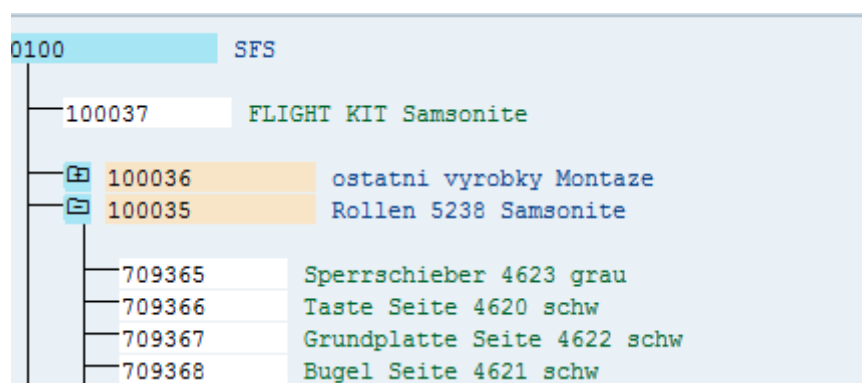 0100 SFS
100037 FLIGHT KIT Samsonite
100036 ostatni vyrobky Montaze
100035 Rollen 5238 Samsonite
709365 Sperrschieber 4623 grau
709366 Taste Seite 4620 schw
709367 Grundplatte Seite 4622 schw
709368 Bugel Seite 4621 schw